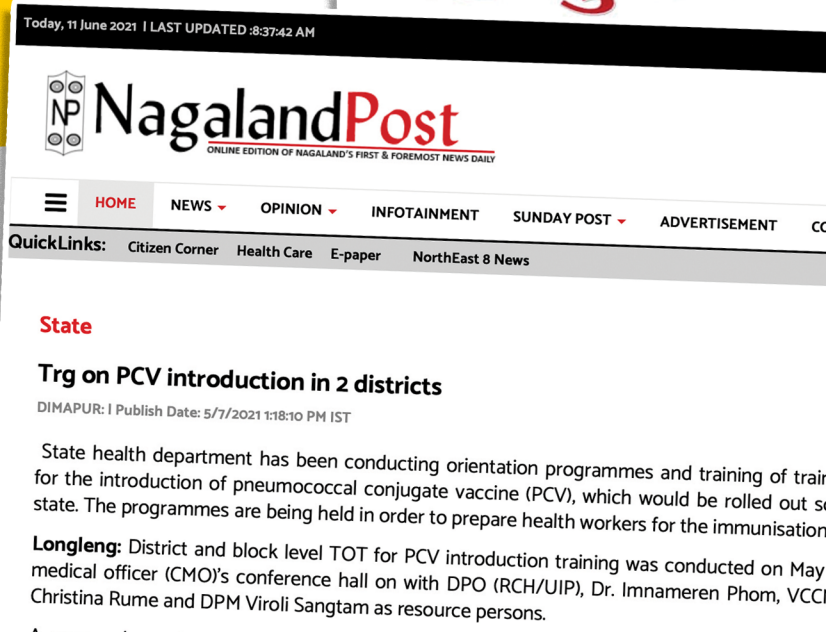 Today, 11 June 2021 I LAST UPDATED :8:37:42 AM
NP NagalandPost
ONLINE EDITION OF NAGALAND'S FIRST & FOREMOST NEWS DAILY
HOME NEWS OPINION INFOTAINMENT SUNDAY POST ADVERTISEMENT
QuickLinks: Citizen Corner Health Care E-paper NorthEast 8 News
State
Trg on PCV introduction in 2 districts
DIMAPUR: I Publish Date: 5/7/2021 1:18:10 PM IST
State health department has been conducting orientation programmes and training of
for the introduction of pneumococcal conjugate vaccine (PCV), which would be rolled out
state. The programmes are being held in order to prepare health workers for the immunisation
Longleng: District and block level TOT for PCV introduction training was conducted on May
medical officer (CMO)'s conference hall on with DPO (RCH/UIP), Dr. Imnameren Phom,
Christina Rume and DPM Viroli Sangtam as resource persons.